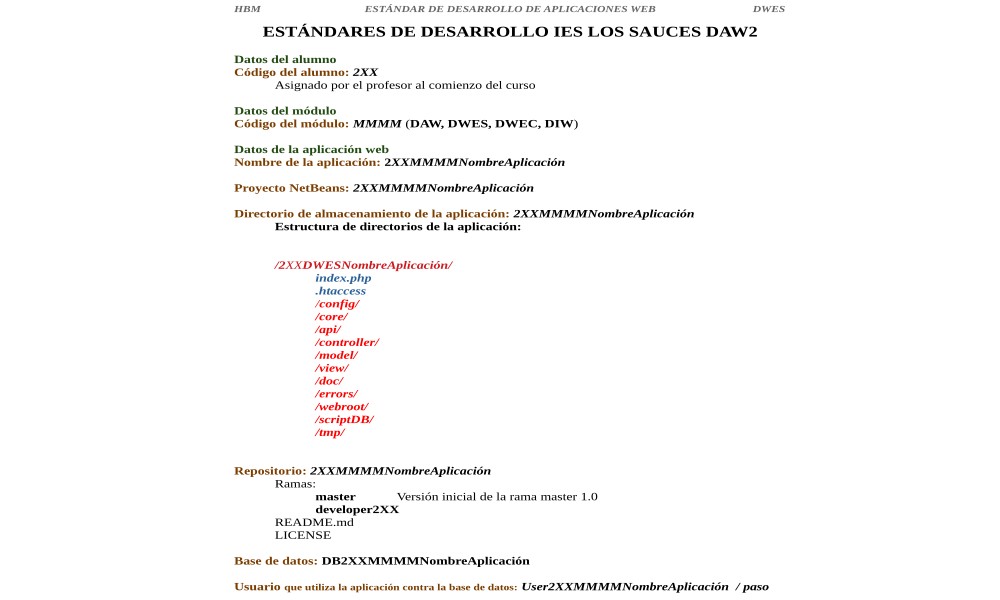 HBM ESTÁNDAR DE DESARROLLO DE APLICACIONES WEB DWES
ESTÁNDARES DE DESARROLLO IES LOS SAUCES DAW2
Datos del alumno
Código del alumno: 2XX
Asignado por el profesor al comienzo del curso
Datos del módulo
Código del módulo: MMMM (DAW, DWES, DWEC, DIW)
Datos de la aplicación web
Nombre de la aplicación: 2XXMMMMNombreAplicación
Proyecto NetBeans: 2XXMMMMNombreAplicación
Directorio de almacenamiento de la aplicación: 2XXMMMMNombreAplicación
Estructura de directorios de la aplicación:
/2XXDWESNombreAplicación/
index.php
.htaccess
/config/
/core/
/api/
/controller/
/model/
/view/
/doc/
/errors/
/webroot/
/scriptDB/
/tmp/
Repositorio: 2XXMMMMNombreAplicación
Ramas:
master Versión inicial de la rama master 1.0
developer2XX
README.md
LICENSE
Base de datos: DB2XXMMMMNombreAplicación
Usuario que utiliza la aplicación contra la base de datos: User2XXMMMMNombreAplicación / paso